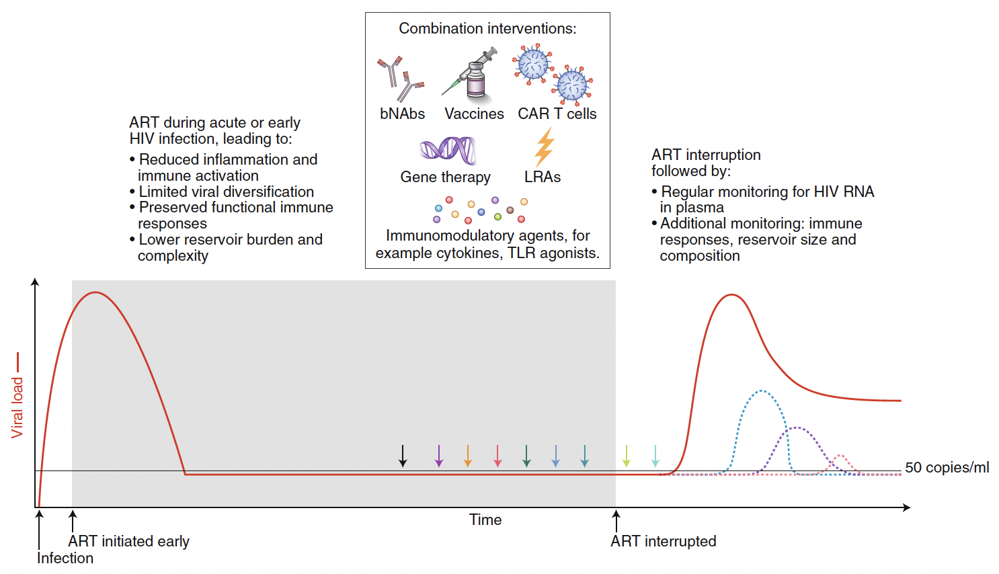 Combination interventions:
bNAbs
Vaccines
CAR T cells
Gene therapy
LRAs
Immunomodulatory agents, for
example cytokines, TLR agonists.
ART during acute or early
HIV infection, leading to:
• Reduced inflammation and
immune activation
• Limited viral diversification
• Preserved functional immune
responses
• Lower reservoir burden and
complexity
ART interruption
followed by:
• Regular monitoring for HIV RNA
in plasma
• Additional monitoring: immune
responses, reservoir size and
composition
Viral load
50 copies/ml
Time
ART initiated early
Infection
ART interrupted